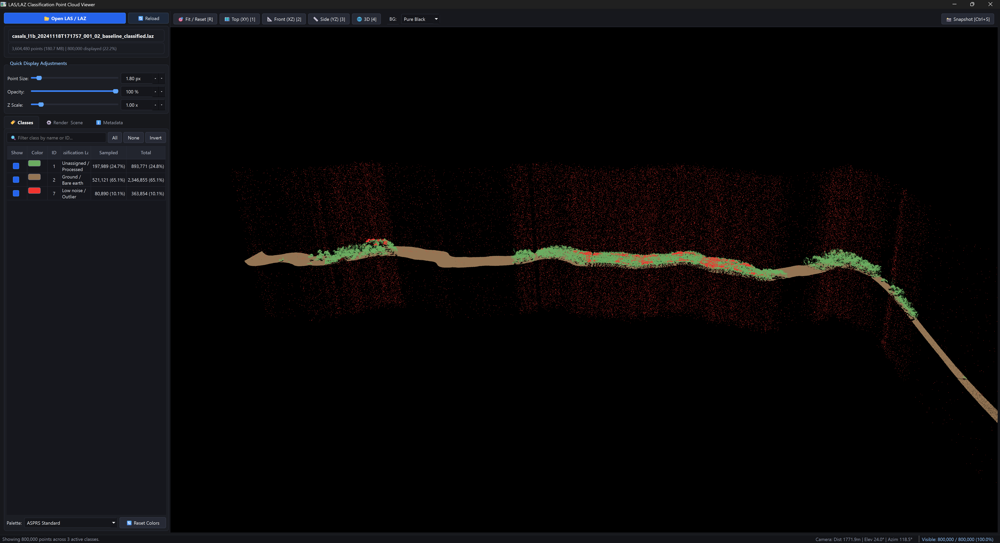 LAS/LAZ Classification Point Cloud Viewer
Open LAS / LAZ
Reload
Fit / Reset [R]
Top (XY) [1]
Front (XZ) [2]
Side (YZ) [3]
3D [4]
BG:
Pure Black
Snapshot [Ctrl+S]
casals_l1b_20241118T171757_001_02_baseline_classified.laz
3,604,480 points (180.7 MB) | 800,000 displayed (22.2%)
Quick Display Adjustments
Point Size:
1.80 px
Opacity:
100 %
Z Scale:
1.00 x
Classes
Render Scene
Metadata
Filter class by name or ID...
All
None
Invert
Show Color ID ssification La Sampled Total
1 Unassigned / Processed 197,989 (24.7%) 893,771 (24.8%)
2 Ground / Bare earth 521,121 (65.1%) 2,346,855 (65.1%)
7 Low noise / Outlier 80,890 (10.1%) 363,854 (10.1%)
Palette:
ASPRS Standard
Reset Colors
Showing 800,000 points across 3 active classes.
Camera: Dist 1771.9m | Elev 24.0° | Azim 118.5°
Visible: 800,000 / 800,000 (100.0%)